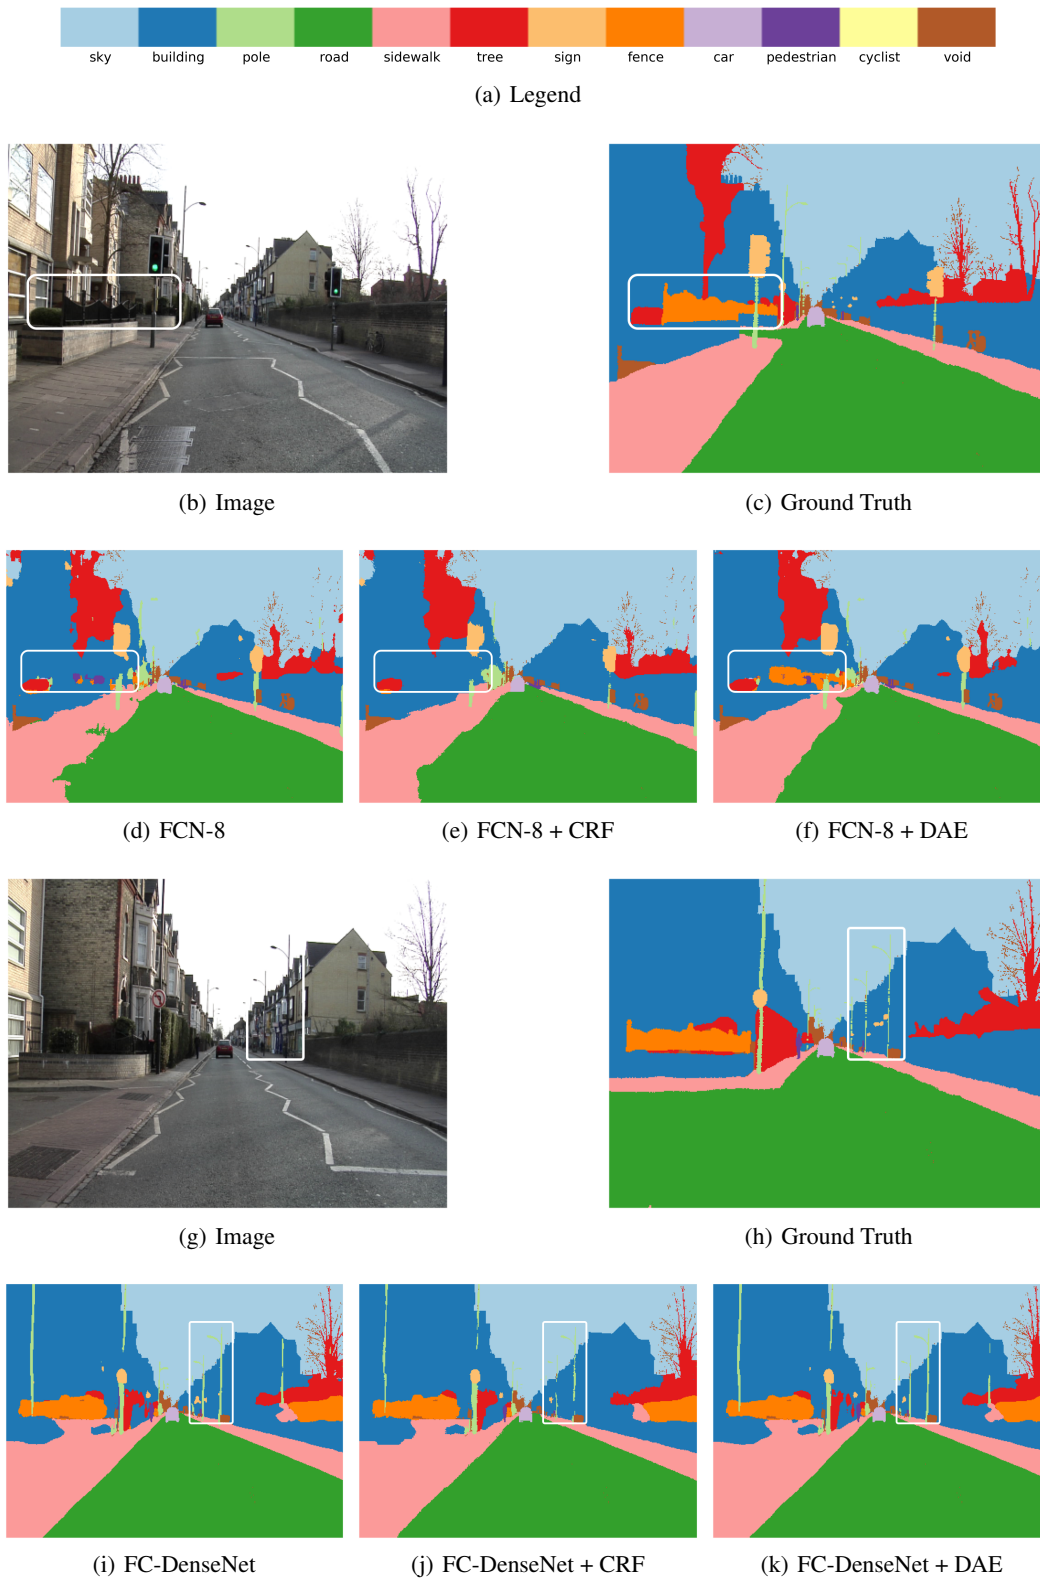 sky building pole road sidewalk tree sign fence car pedestrian cyclist void
(a) Legend
(b) Image
(c) Ground Truth
(d) FCN-8
(e) FCN-8 + CRF
(f) FCN-8 + DAE
(g) Image
(h) Ground Truth
(i) FC-DenseNet
(j) FC-DenseNet + CRF
(k) FC-DenseNet + DAE